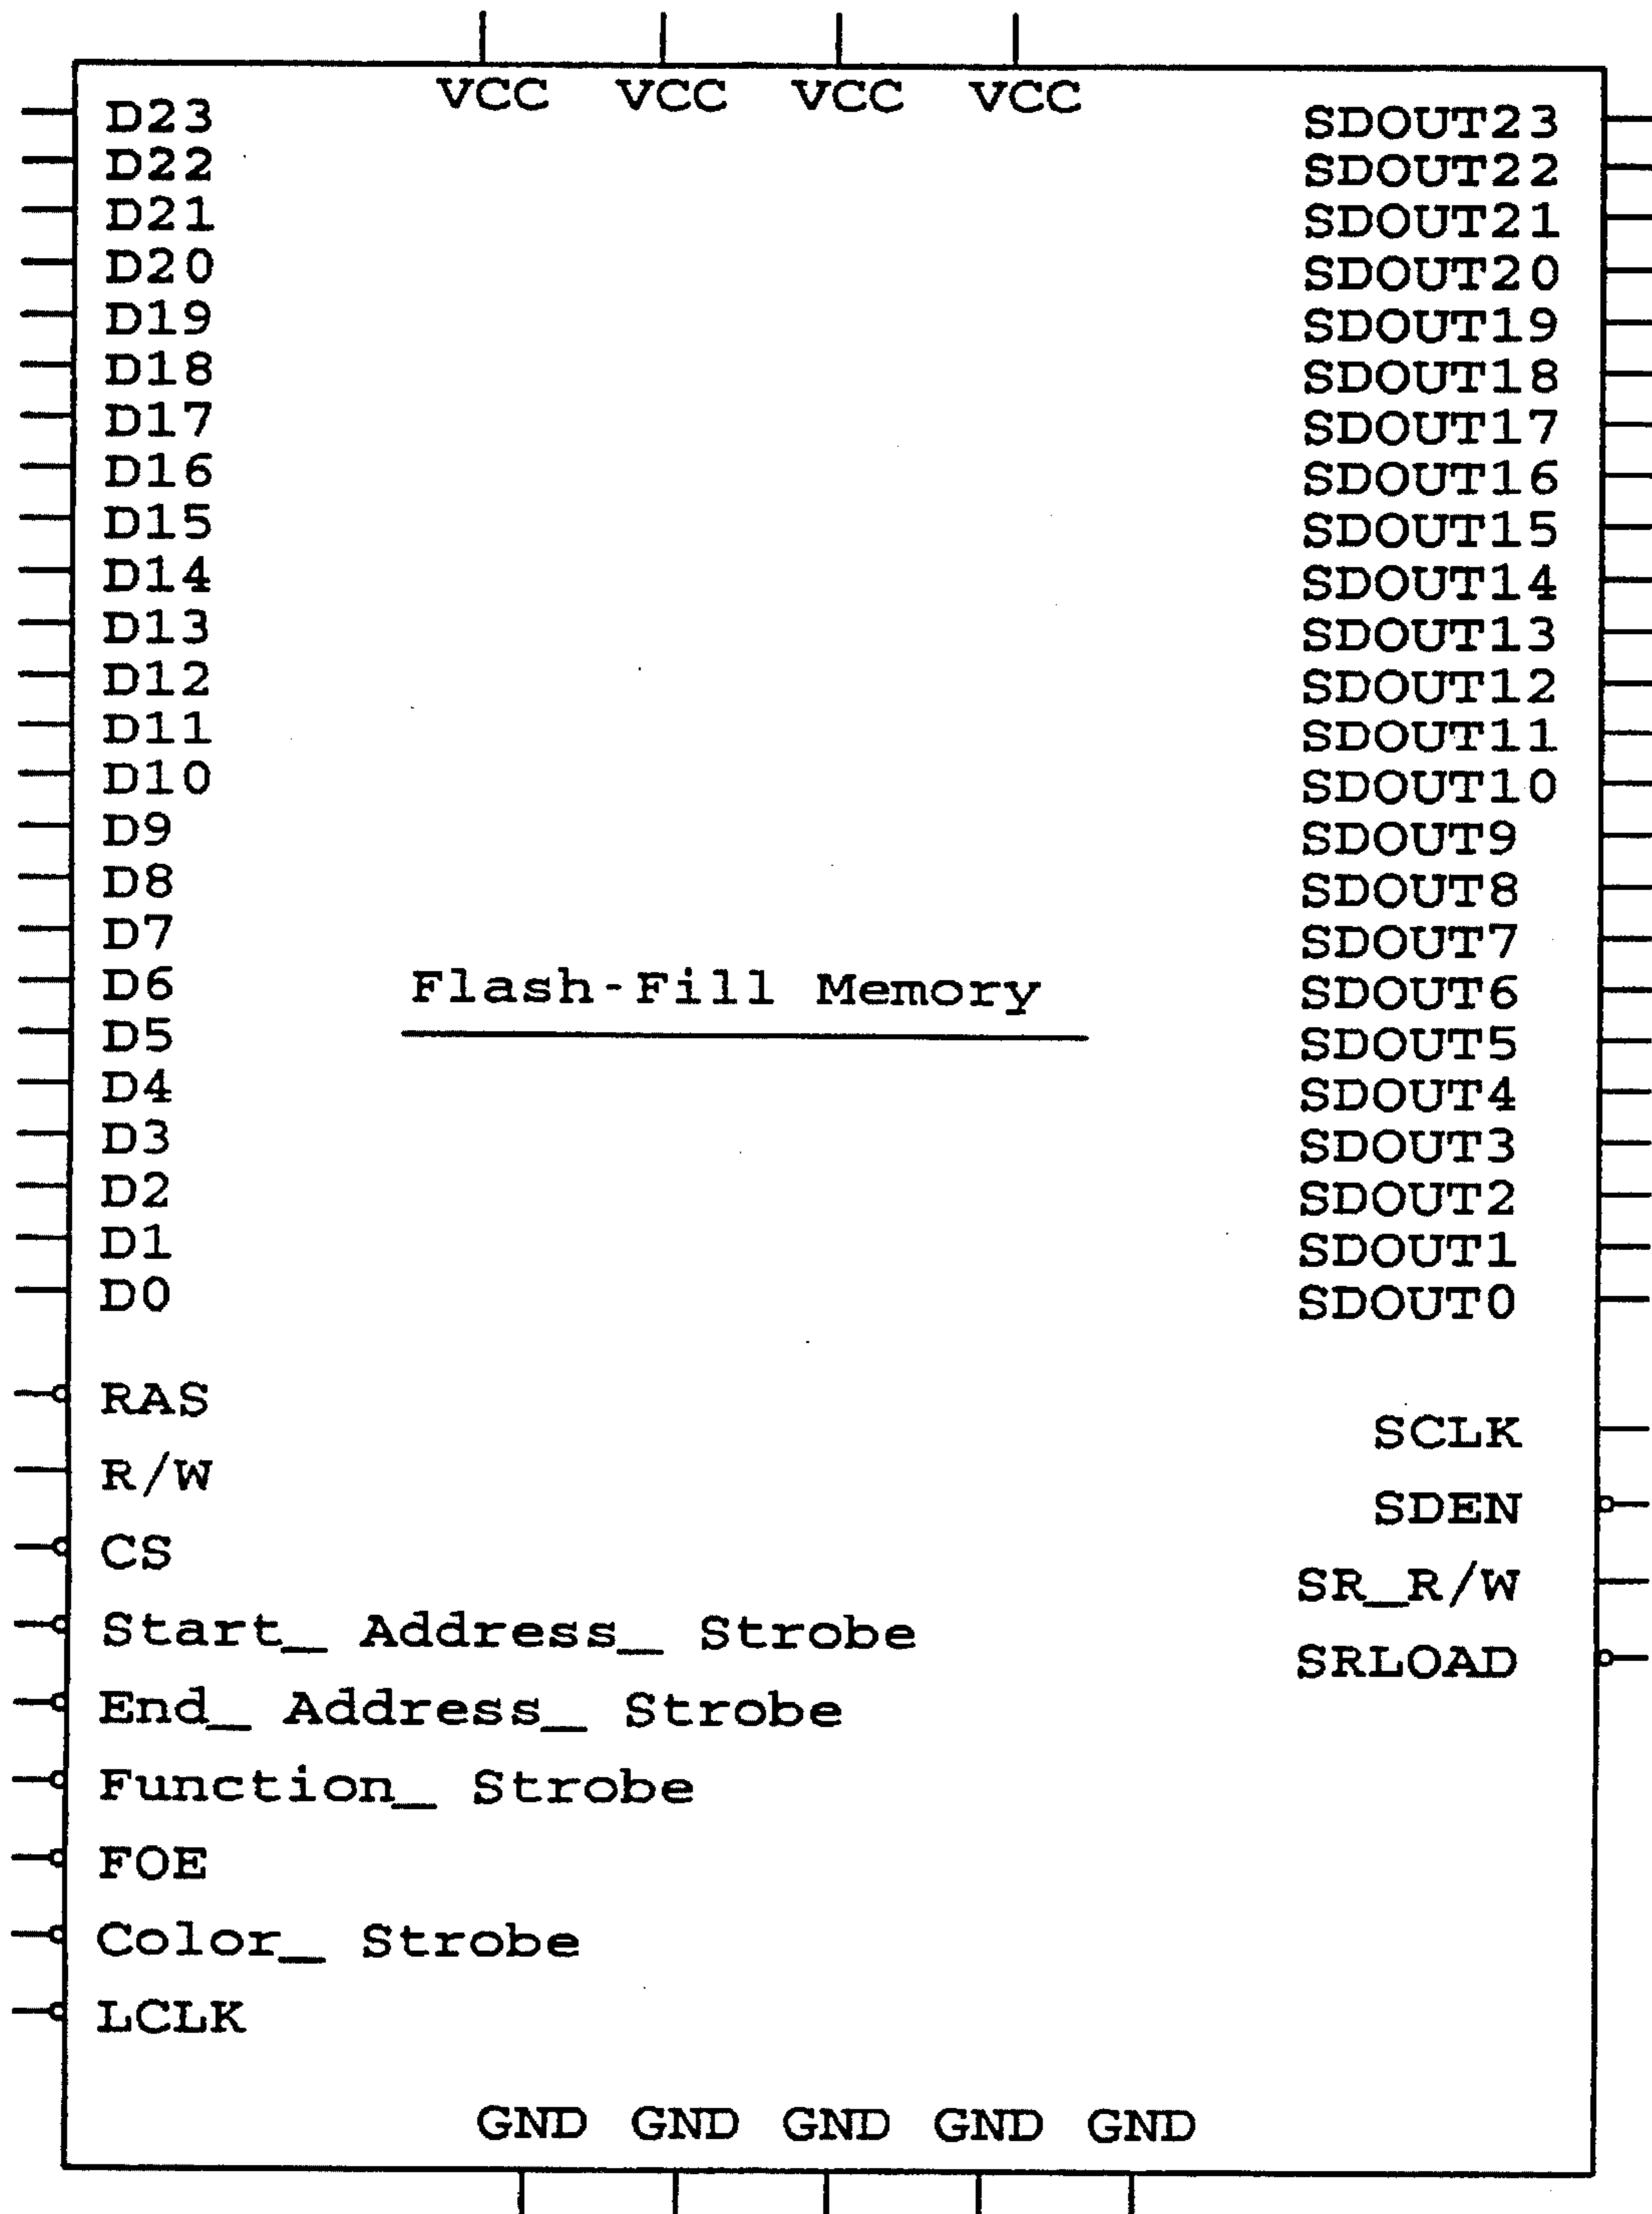 VCC VCC VCC VCC
D23 SDOUT23
D22 SDOUT22
D21 SDOUT21
D20 SDOUT20
D19 SDOUT19
D18 SDOUT18
D17 SDOUT17
D16 SDOUT16
D15 SDOUT15
D14 SDOUT14
D13 SDOUT13
D12 SDOUT12
D11 SDOUT11
D10 SDOUT10
D9 SDOUT9
D8 SDOUT8
D7 SDOUT7
D6 Flash-Fill Memory SDOUT6
D5 SDOUT5
D4 SDOUT4
D3 SDOUT3
D2 SDOUT2
D1 SDOUT1
D0 SDOUT0
RAS
SCLK
R/W
SDEN
CS
SR_R/W
Start_ Address_ Strobe
SRLOAD
End_ Address_ Strobe
Function_ Strobe
FOE
Color_ Strobe
LCLK
GND GND GND GND GND